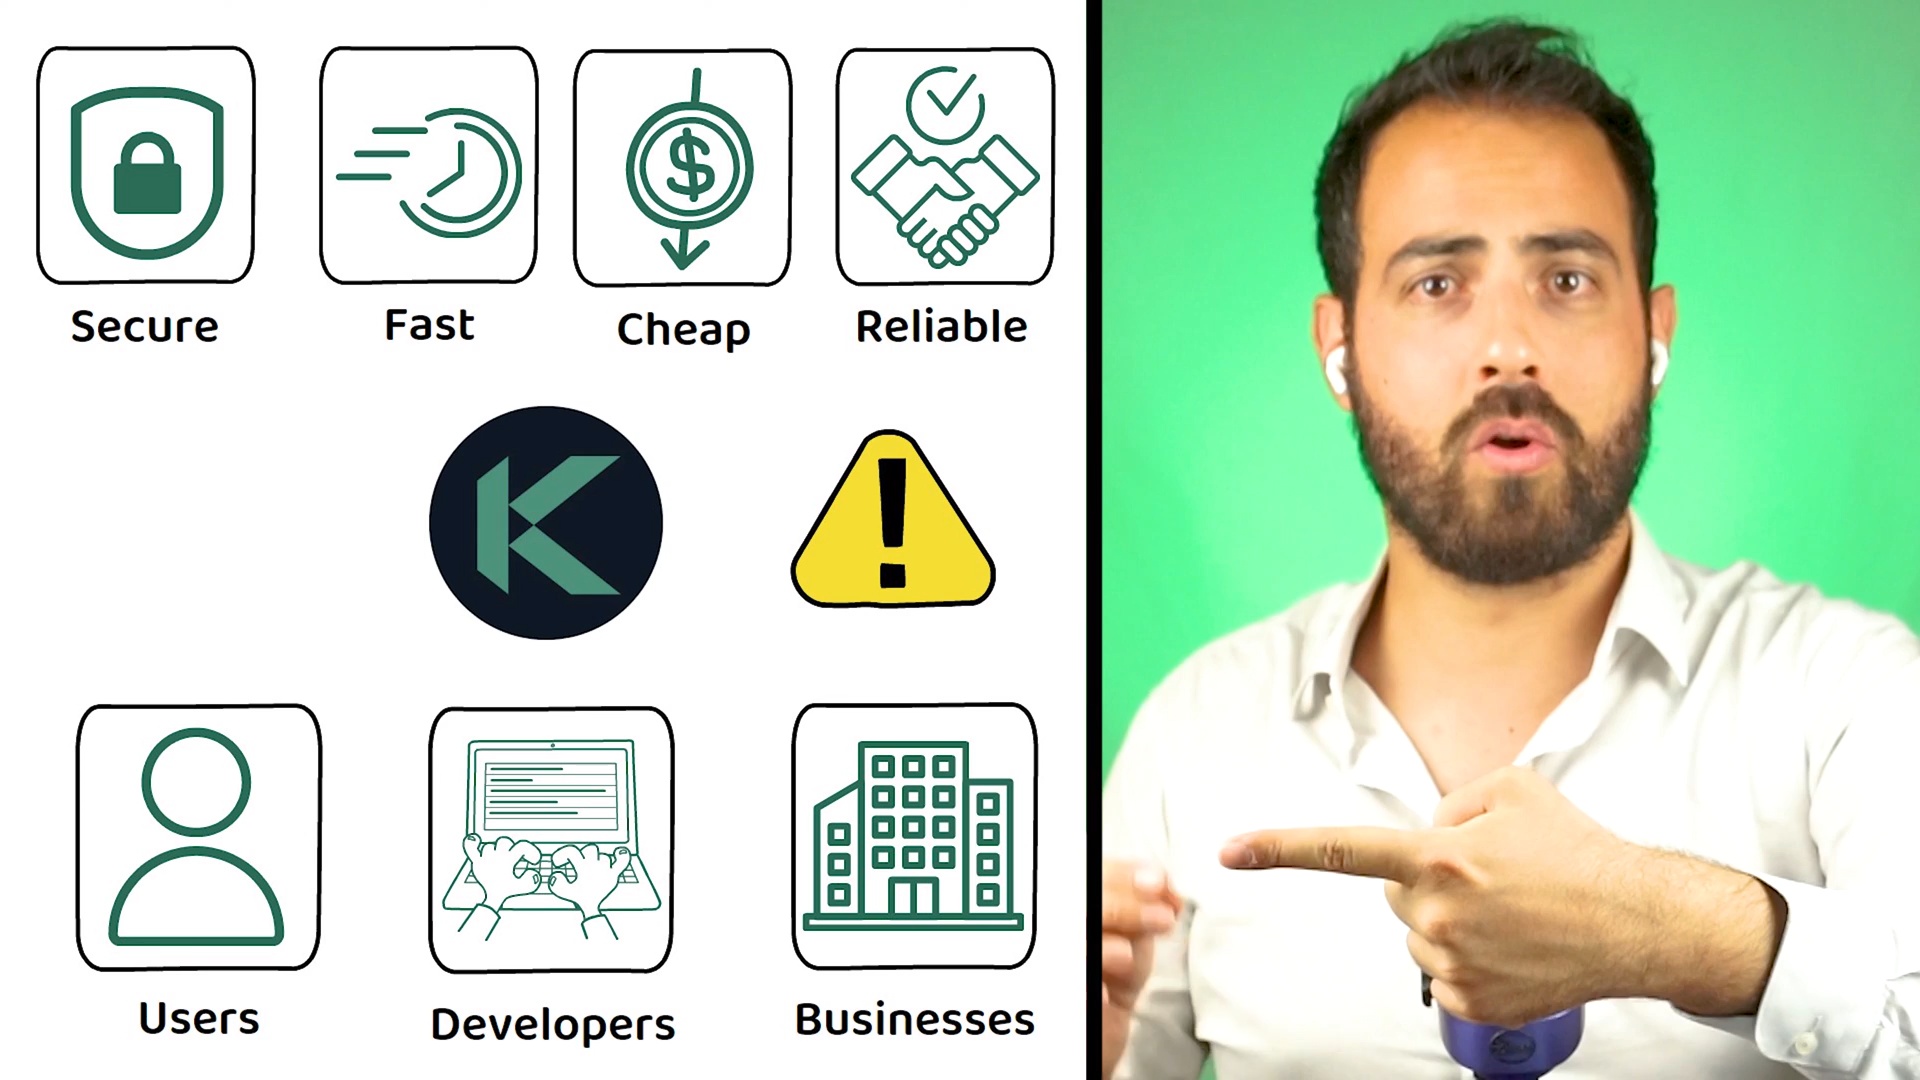 Secure
Fast
Cheap
Reliable
Users
Developers
Businesses